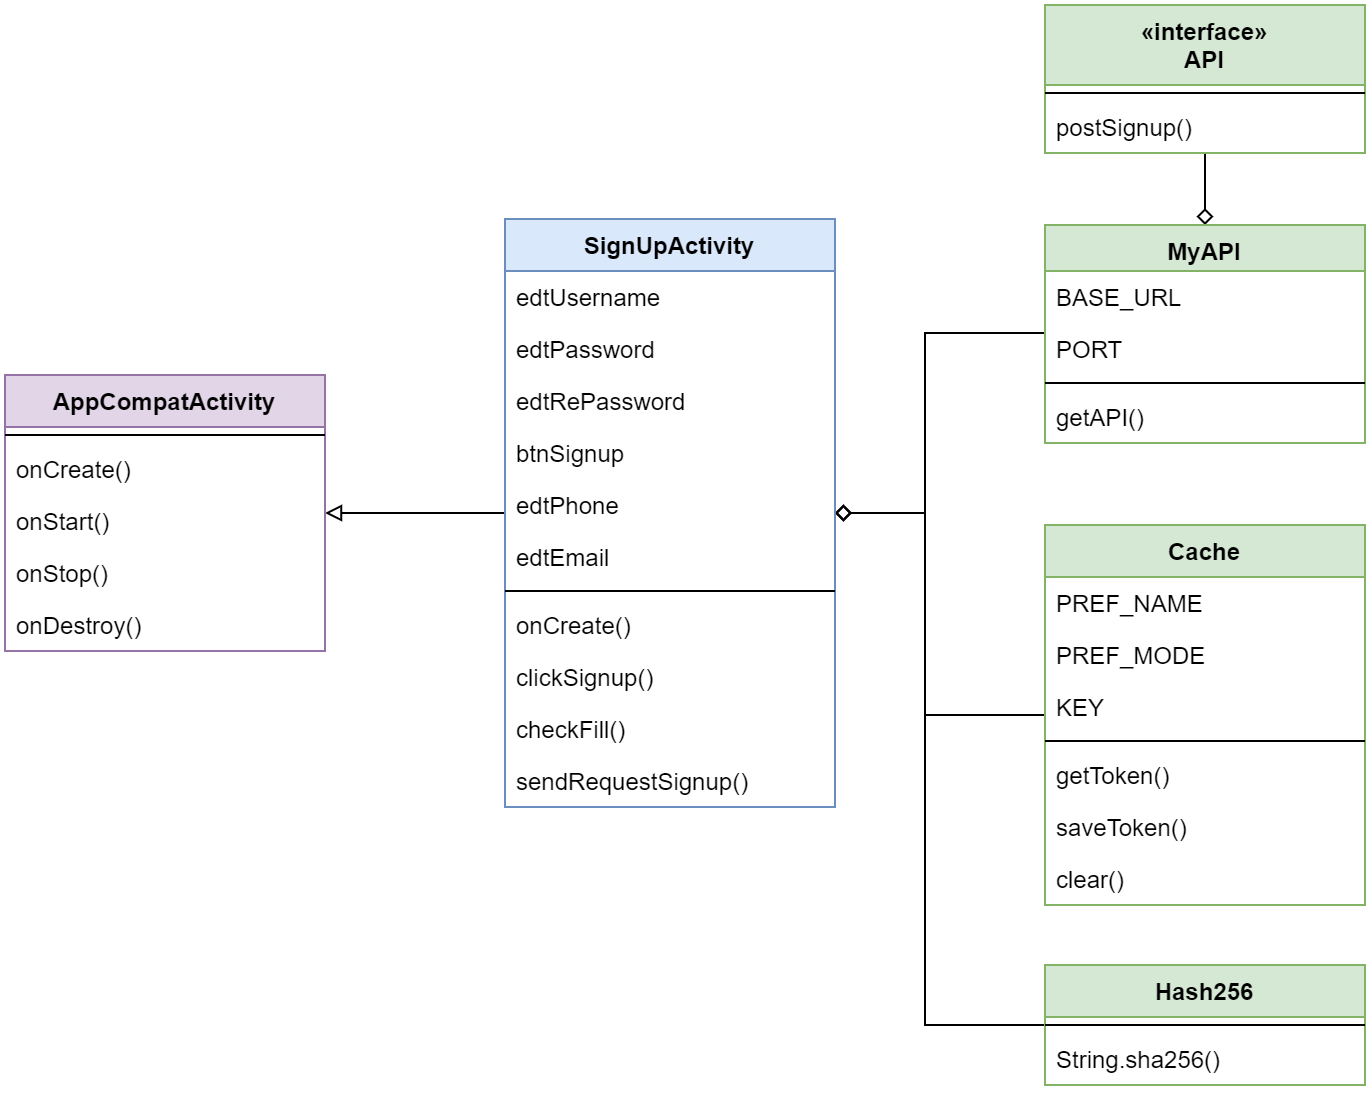 «interface»
API
postSignup()
MyAPI
BASE_URL
PORT
getAPI()
SignUpActivity
edtUsername
edtPassword
edtRePassword
btnSignup
edtPhone
edtEmail
onCreate()
clickSignup()
checkFill()
sendRequestSignup()
AppCompatActivity
onCreate()
onStart()
onStop()
onDestroy()
Cache
PREF_NAME
PREF_MODE
KEY
getToken()
saveToken()
clear()
Hash256
String.sha256()